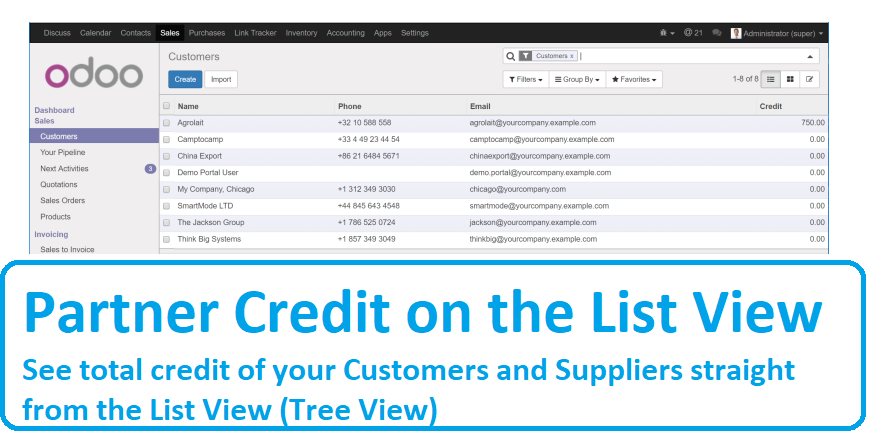 Discuss Calendar Contacts Sales Purchases Link Tracker Inventory Accounting Apps Settings @ 21 Administrator (super)
odoo
Customers
Customers x
Create Import
Filters Group By Favorites 1-8 of 8
Dashboard
Sales
Customers
Your Pipeline
Next Activities 3
Quotations
Sales Orders
Products
Invoicing
Sales to Invoice
Name Phone Email Credit
Agrolait +32 10 588 558 agrolait@yourcompany.example.com 750.00
Camptocamp +33 4 49 23 44 54 camptocamp@yourcompany.example.com 0.00
China Export +86 21 6484 5671 chinaexport@yourcompany.example.com 0.00
Demo Portal User demo.portal@yourcompany.example.com 0.00
My Company, Chicago +1 312 349 3030 chicago@yourcompany.com 0.00
SmartMode LTD +44 845 643 4548 smartmode@yourcompany.example.com 0.00
The Jackson Group +1 786 525 0724 jackson@yourcompany.example.com 0.00
Think Big Systems +1 857 349 3049 thinkbig@yourcompany.example.com 0.00
Partner Credit on the List View
See total credit of your Customers and Suppliers straight
from the List View (Tree View)